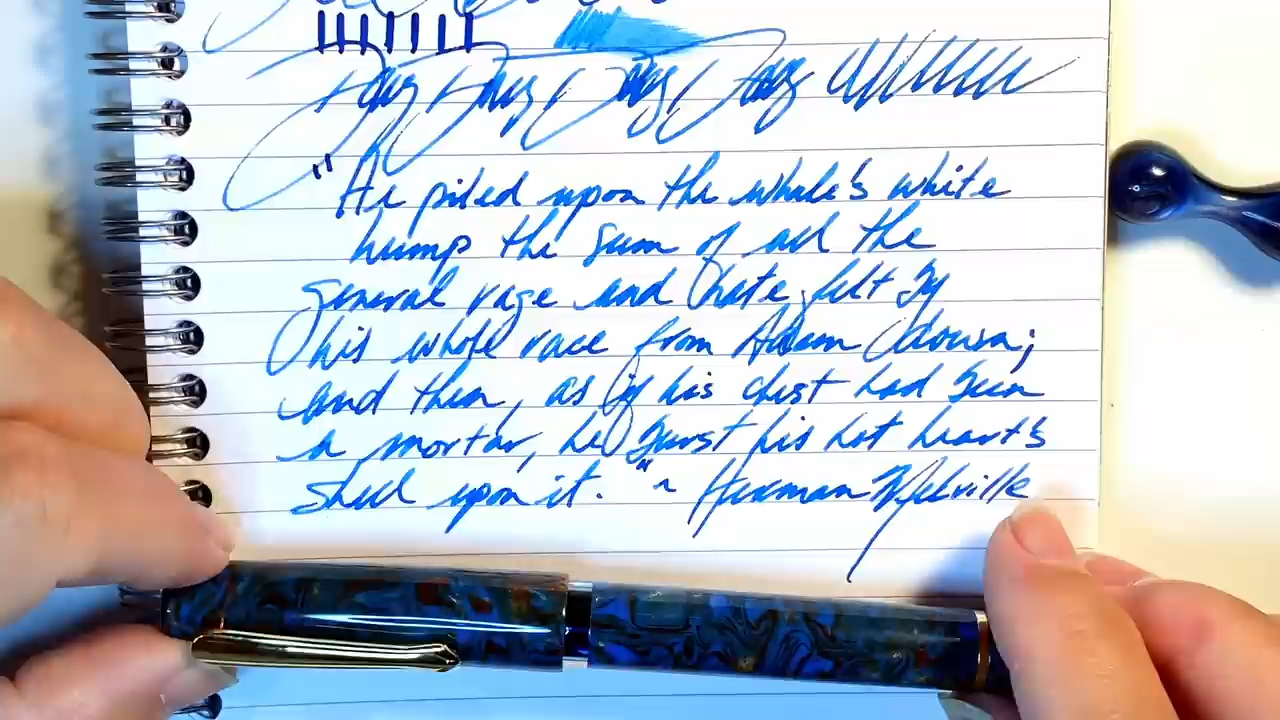 "He piled upon the whale's white
hump the sum of all the
general rage and hate felt by
his whole race from Adam down;
and then, as if his chest had been
a mortar, he burst his hot heart's
shell upon it." ~ Herman Melville